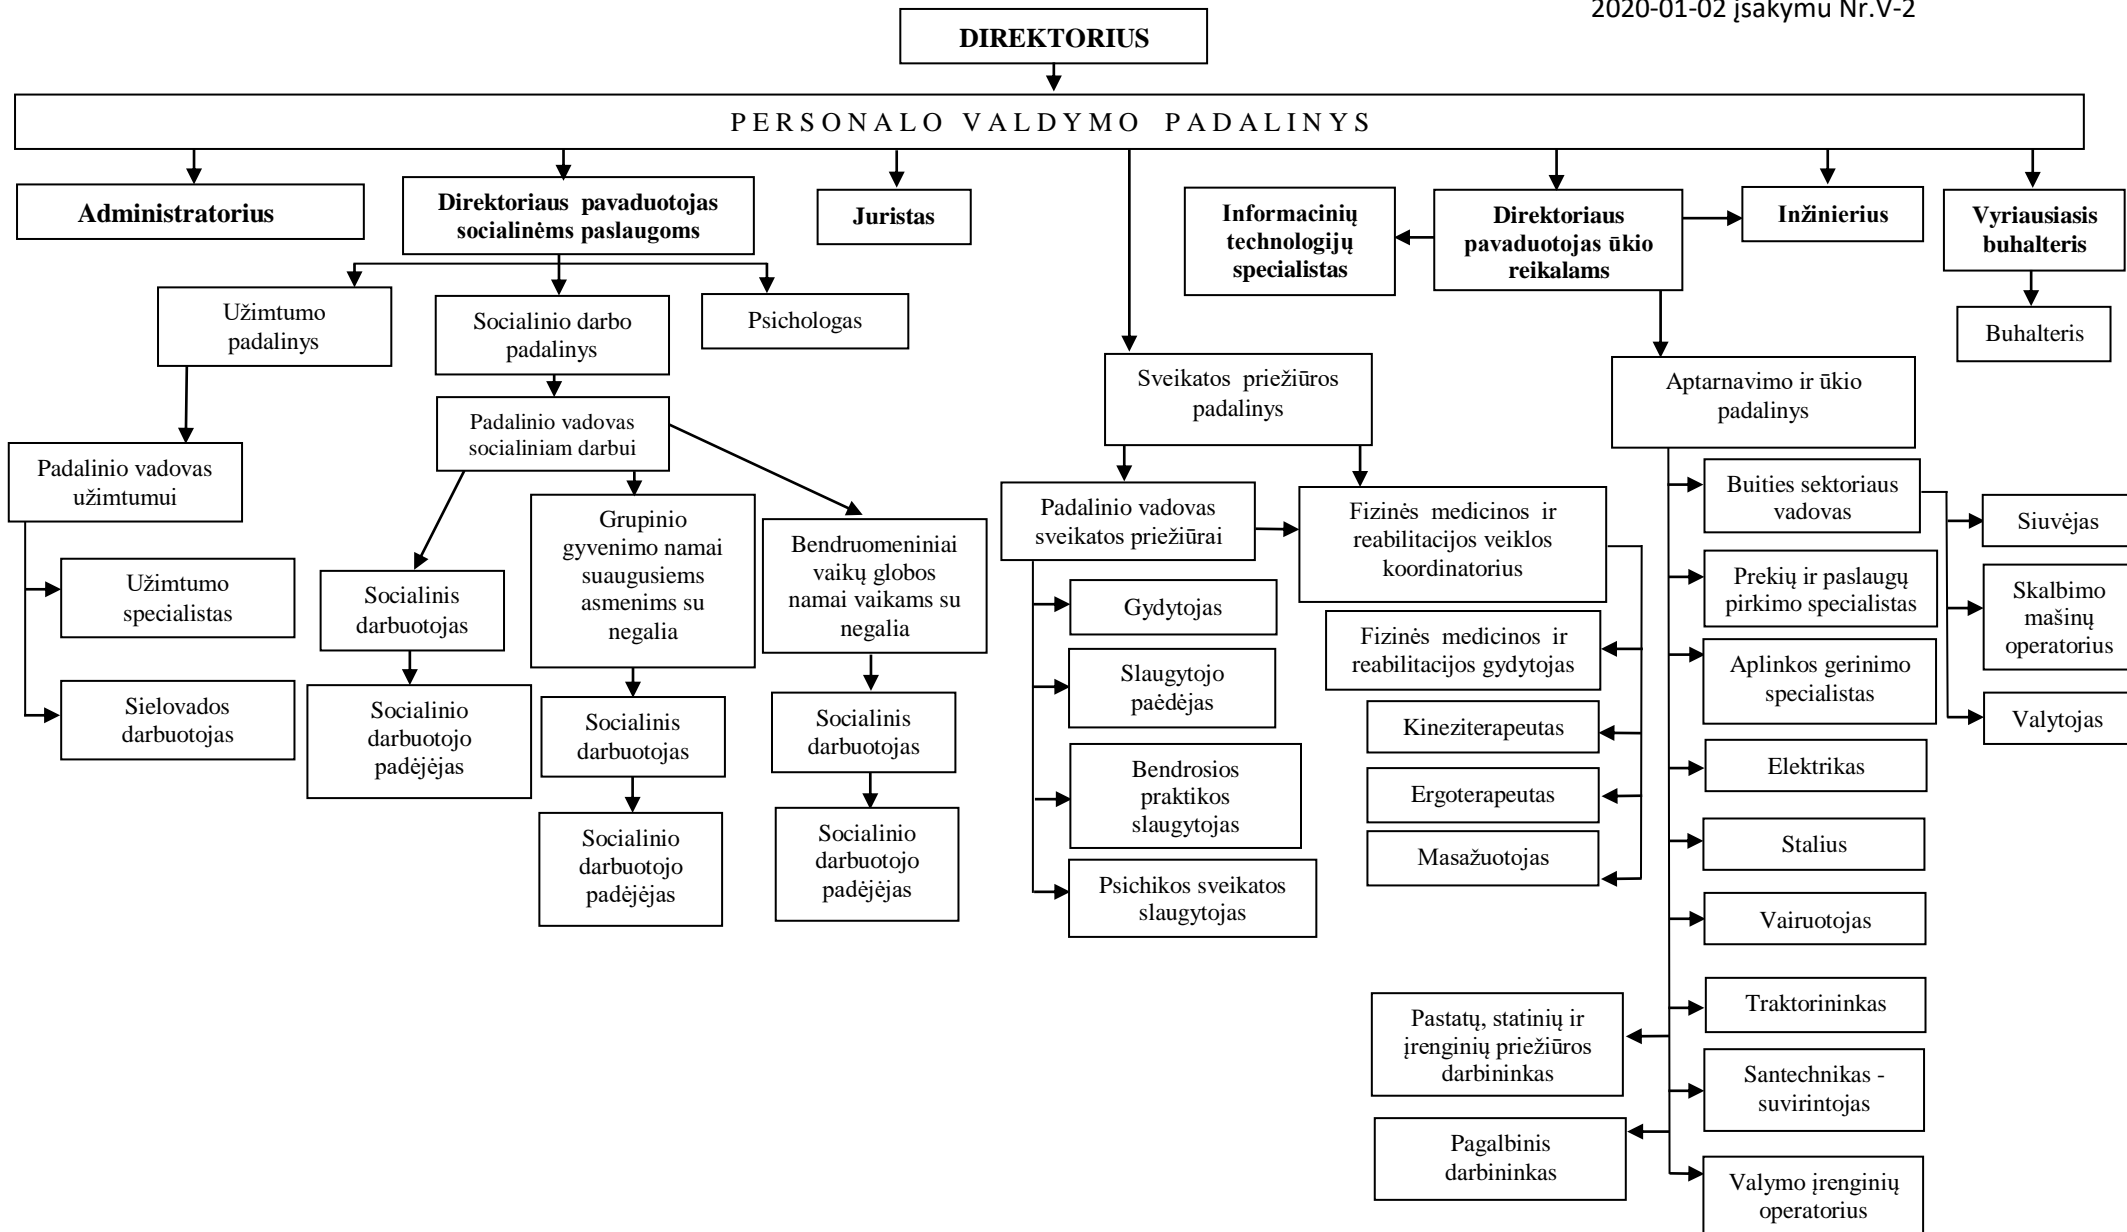 2020-01-02 įsakymu Nr.V-2
DIREKTORIUS
PERSONALO VALDYMO PADALINYS
Administratorius
Direktoriaus pavaduotojas
socialinėms paslaugoms
Juristas
Informacinių
technologijų
specialistas
Direktoriaus
pavaduotojas ūkio
reikalams
Inžinierius
Vyriausiasis
buhalteris
Užimtumo
padalinys
Socialinio darbo
padalinys
Psichologas
Buhalteris
Sveikatos priežiūros
padalinys
Aptarnavimo ir ūkio
padalinys
Padalinio vadovas
užimtumui
Padalinio vadovas
socialiniam darbui
Užimtumo
specialistas
Sielovados
darbuotojas
Socialinis
darbuotojas
Socialinio
darbuotojo
padėjėjas
Grupinio
gyvenimo namai
suaugusiems
asmenims su
negalia
Socialinis
darbuotojas
Socialinio
darbuotojo
padėjėjas
Bendruomeniniai
vaikų globos
namai vaikams su
negalia
Socialinis
darbuotojas
Socialinio
darbuotojo
padėjėjas
Padalinio vadovas
sveikatos priežiūrai
Gydytojas
Slaugytojo
paėdėjas
Bendrosios
praktikos
slaugytojas
Psichikos sveikatos
slaugytojas
Fizinės medicinos ir
reabilitacijos veiklos
koordinatorius
Fizinės medicinos ir
reabilitacijos gydytojas
Kineziterapeutas
Ergoterapeutas
Masažuotojas
Buities sektoriaus
vadovas
Siuvėjas
Skalbimo
mašinų
operatorius
Valytojas
Prekių ir paslaugų
pirkimo specialistas
Aplinkos gerinimo
specialistas
Elektrikas
Stalius
Vairuotojas
Traktorininkas
Pastatų, statinių ir
įrenginių priežiūros
darbininkas
Santechnikas -
suvirintojas
Pagalbinis
darbininkas
Valymo įrenginių
operatorius